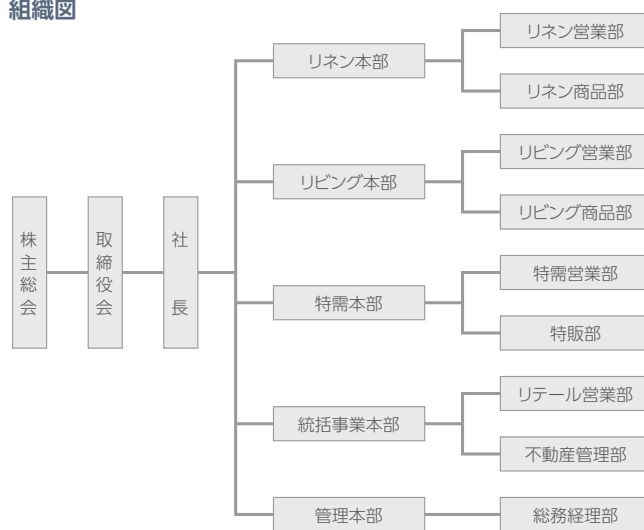 組織図
株主総会
取締役会
社長
リネン本部
リネン営業部
リネン商品部
リビング本部
リビング営業部
リビング商品部
特需本部
特需営業部
特販部
統括事業本部
リテール営業部
不動産管理部
管理本部
総務経理部